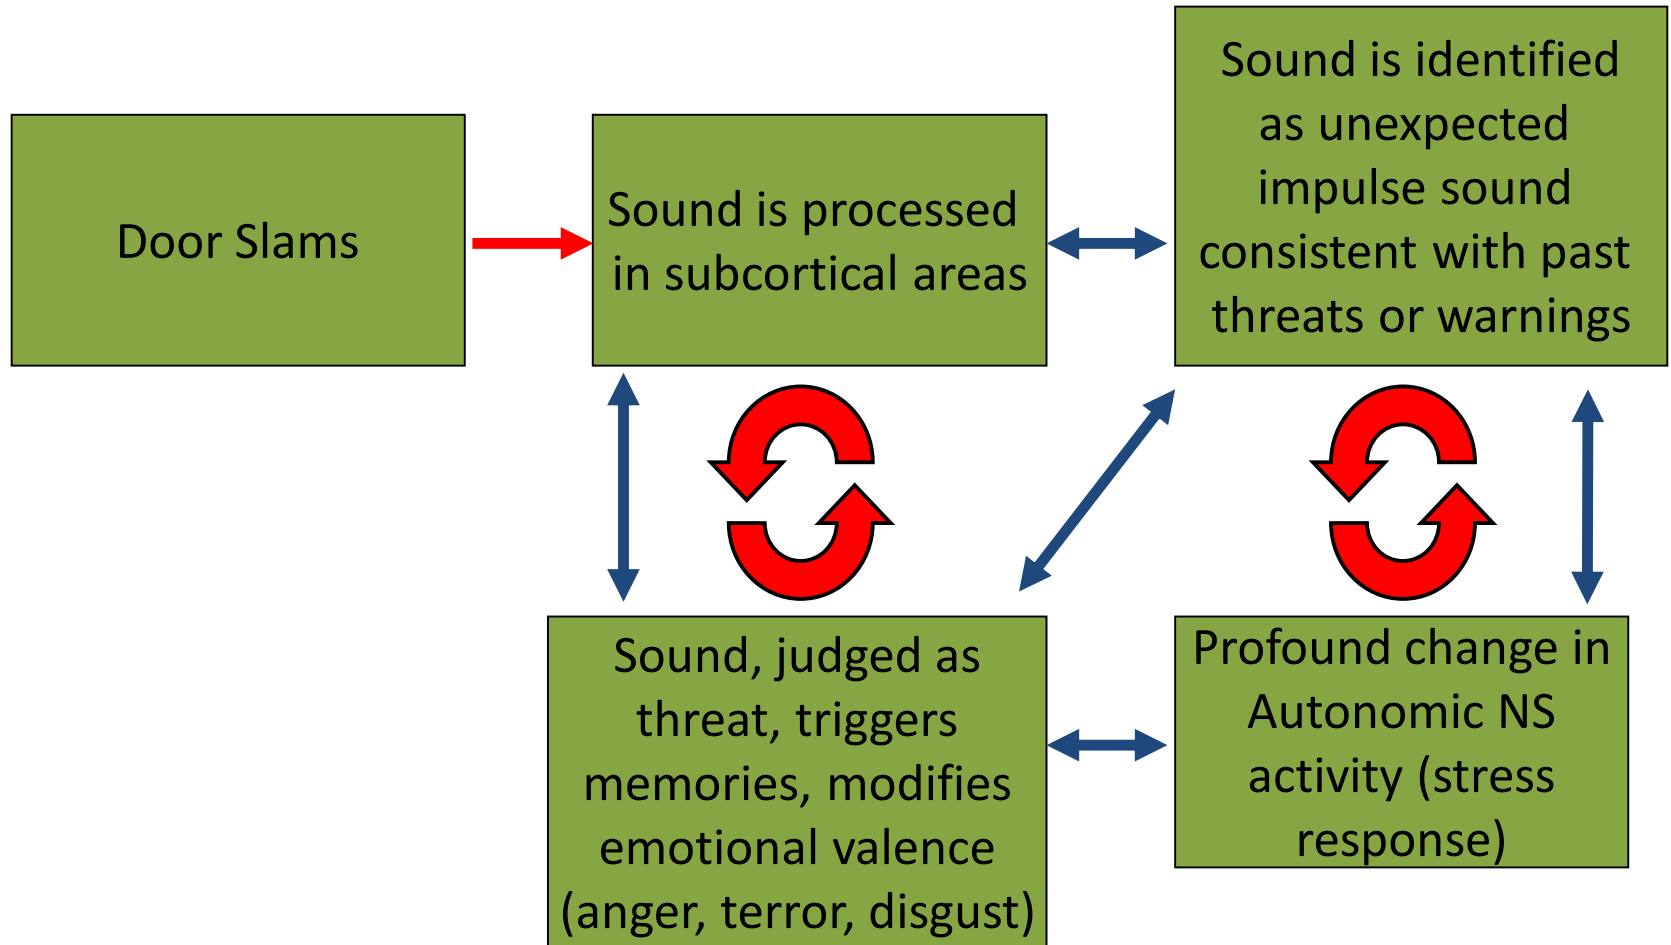 Door Slams
Sound is processed
in subcortical areas
Sound is identified
as unexpected
impulse sound
consistent with past
threats or warnings
Sound, judged as
threat, triggers
memories, modifies
emotional valence
(anger, terror, disgust)
Profound change in
Autonomic NS
activity (stress
response)